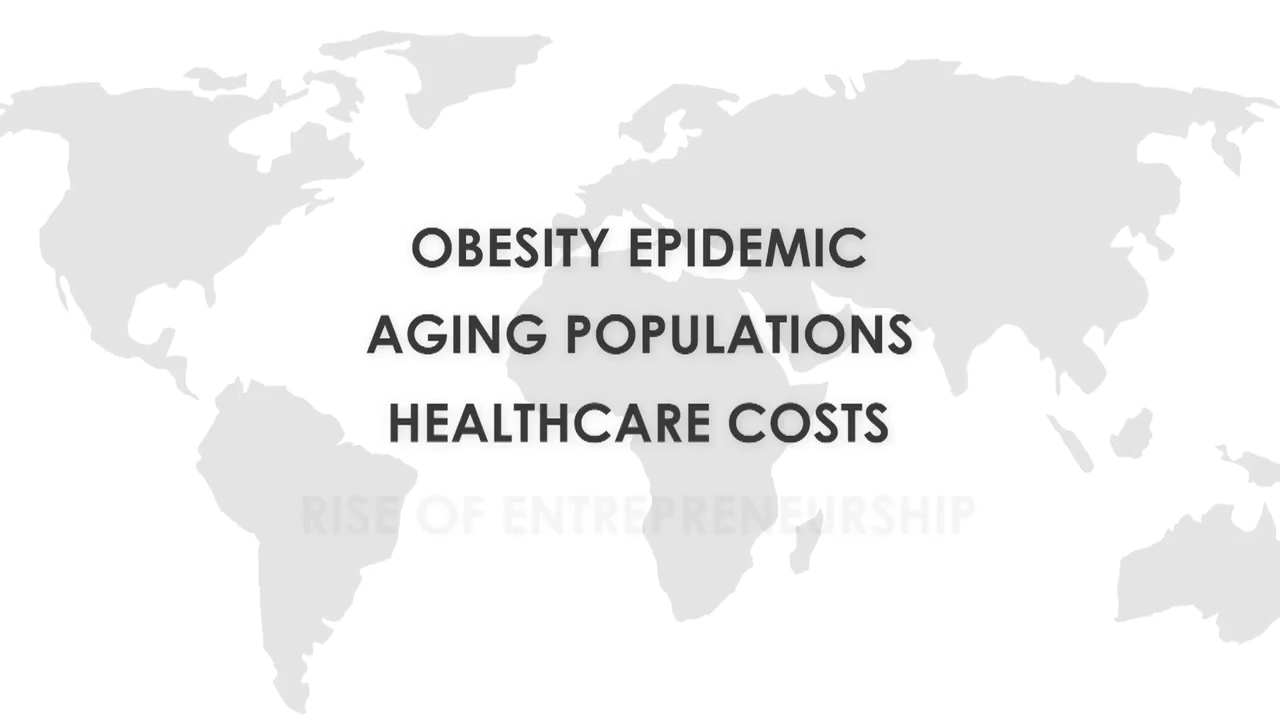 OBESITY EPIDEMIC
AGING POPULATIONS
HEALTHCARE COSTS
RISE OF ENTREPRENEURSHIP